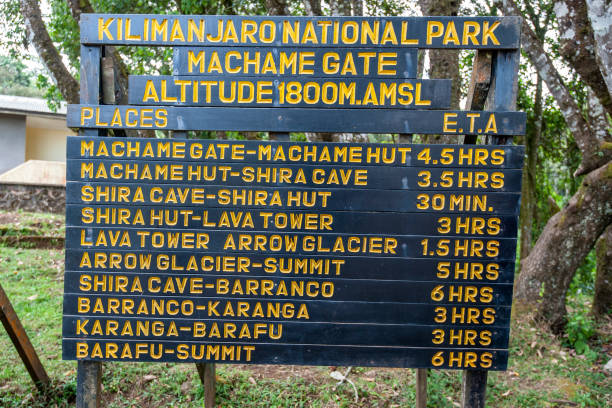 KILIMANJARO NATIONAL PARK
MACHAME GATE
ALTITUDE 1800M.AMSL
PLACES E.T.A
MACHAME GATE-MACHAME HUT 4.5 HRS
MACHAME HUT-SHIRA CAVE 3.5 HRS
SHIRA CAVE-SHIRA HUT 30 MIN.
SHIRA HUT-LAVA TOWER 3 HRS
LAVA TOWER ARROW GLACIER 1.5 HRS
ARROW GLACIER-SUMMIT 5 HRS
SHIRA CAVE-BARRANCO 6 HRS
BARRANCO-KARANGA 3 HRS
KARANGA-BARAFU 3 HRS
BARAFU-SUMMIT 6 HRS